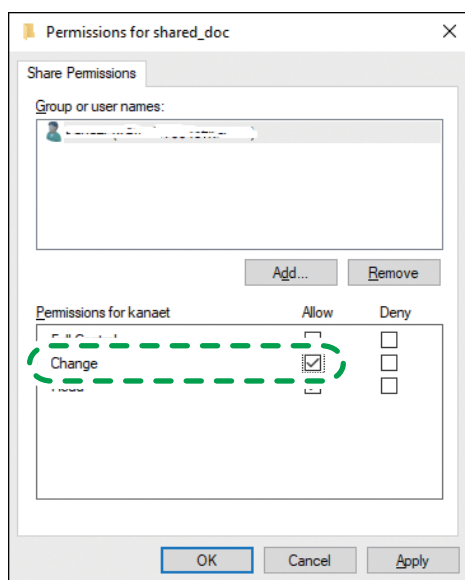 Permissions for shared_doc
Share Permissions
Group or user names:
Add... Remove
Permissions for kanaet Allow Deny
Change
OK Cancel Apply